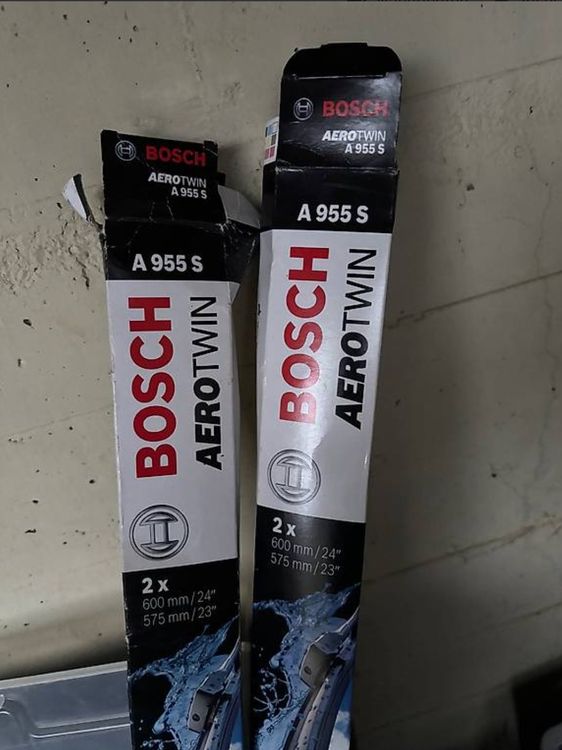 BOSCH
AEROTWIN
A 955 S
A 955 S
BOSCH
AEROTWIN
2 x
600 mm/24"
575 mm/23"
BOSCH
AEROTWIN
A 955 S
A 955 S
BOSCH
AEROTWIN
2 x
600 mm/24"
575 mm/23"